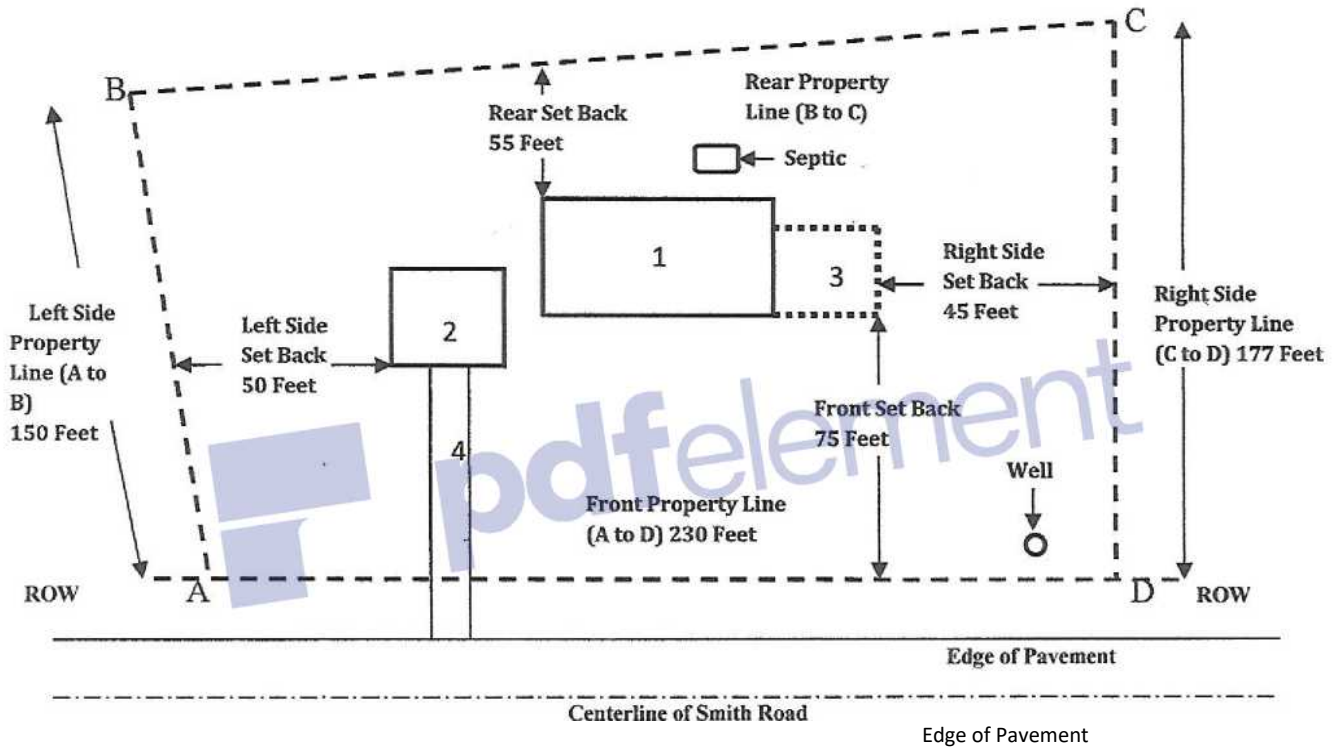 C
B
Rear Set Back
55 Feet
Rear Property
Line (B to C)
Septic
1
3
2
Right Side
Set Back
45 Feet
Right Side
Property Line
(C to D) 177 Feet
Left Side
Property
Line (A to
B)
150 Feet
Left Side
Set Back
50 Feet
4
Front Set Back
75 Feet
pdfelement
Well
Front Property Line
(A to D) 230 Feet
ROW
A
D
ROW
Edge of Pavement
Centerline of Smith Road
Edge of Pavement